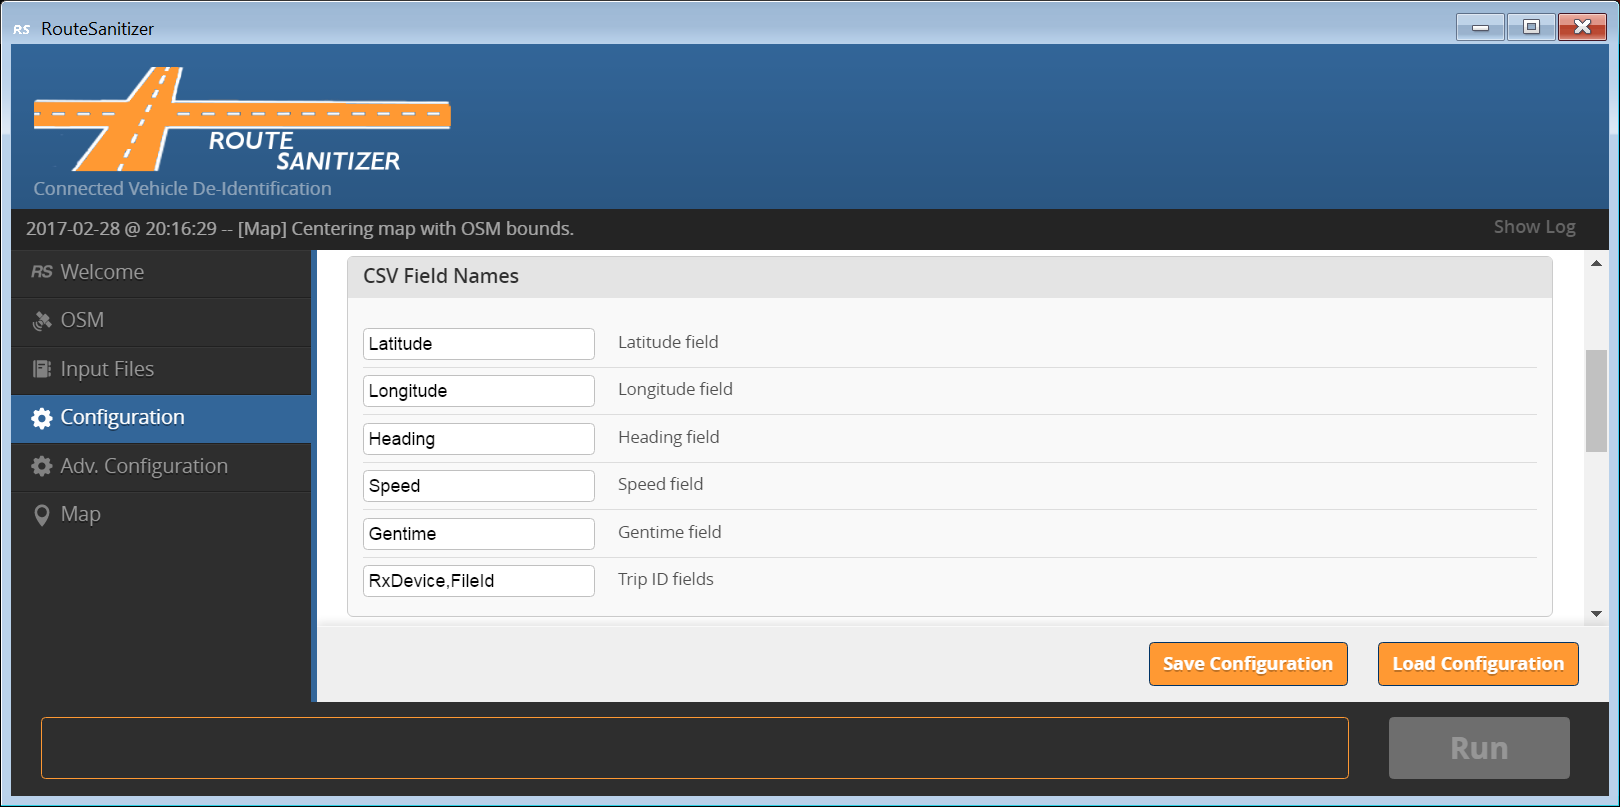 RS RouteSanitizer
ROUTE
SANITIZER
Connected Vehicle De-Identification
2017-02-28 @ 20:16:29 -- [Map] Centering map with OSM bounds.
Show Log
RS Welcome
OSM
Input Files
Configuration
Adv. Configuration
Map
CSV Field Names
Latitude Latitude field
Longitude Longitude field
Heading Heading field
Speed Speed field
Gentime Gentime field
RxDevice,FileId Trip ID fields
Save Configuration Load Configuration
Run